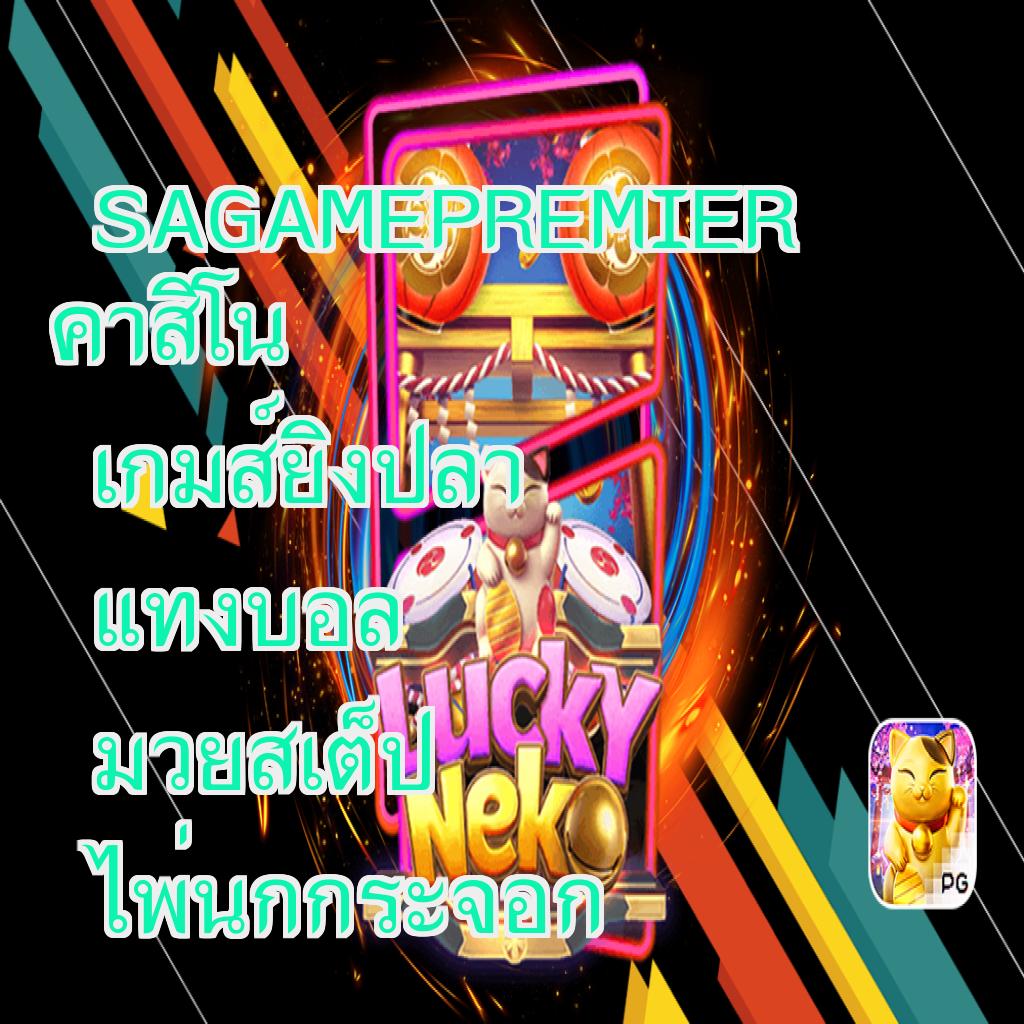 SAGAMEPREMIER
คาสิโน
เกมส์ยิงปลา
แทงบอล
มวยสเต็ป
ไพ่นกกระจอก
Lucky
Neko
PG